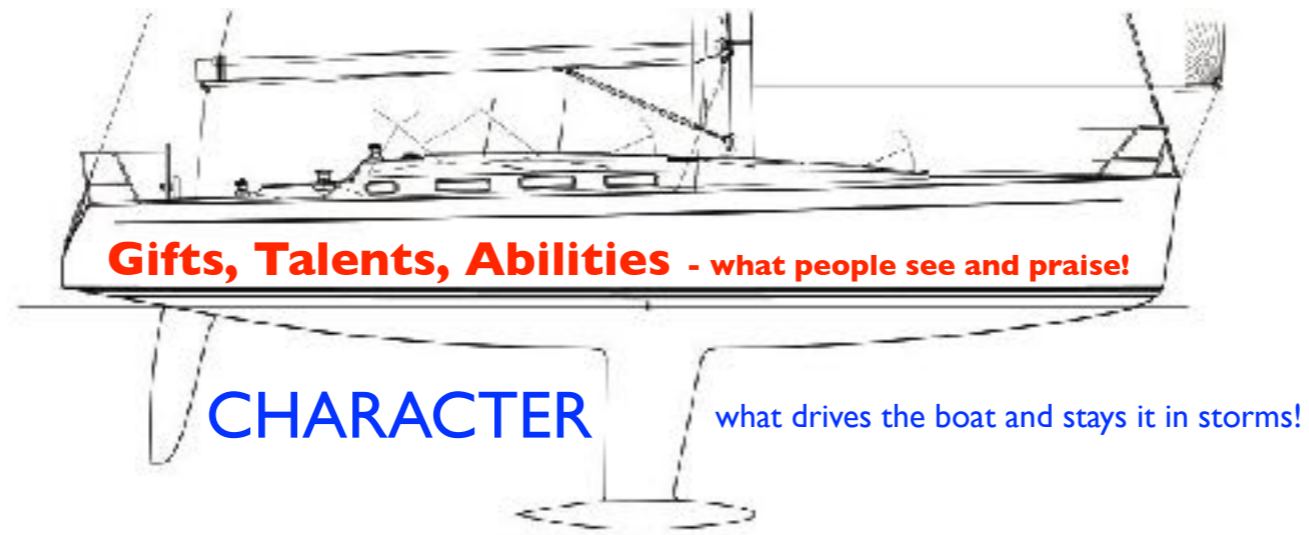 Gifts, Talents, Abilities - what people see and praise!
CHARACTER what drives the boat and stays it in storms!